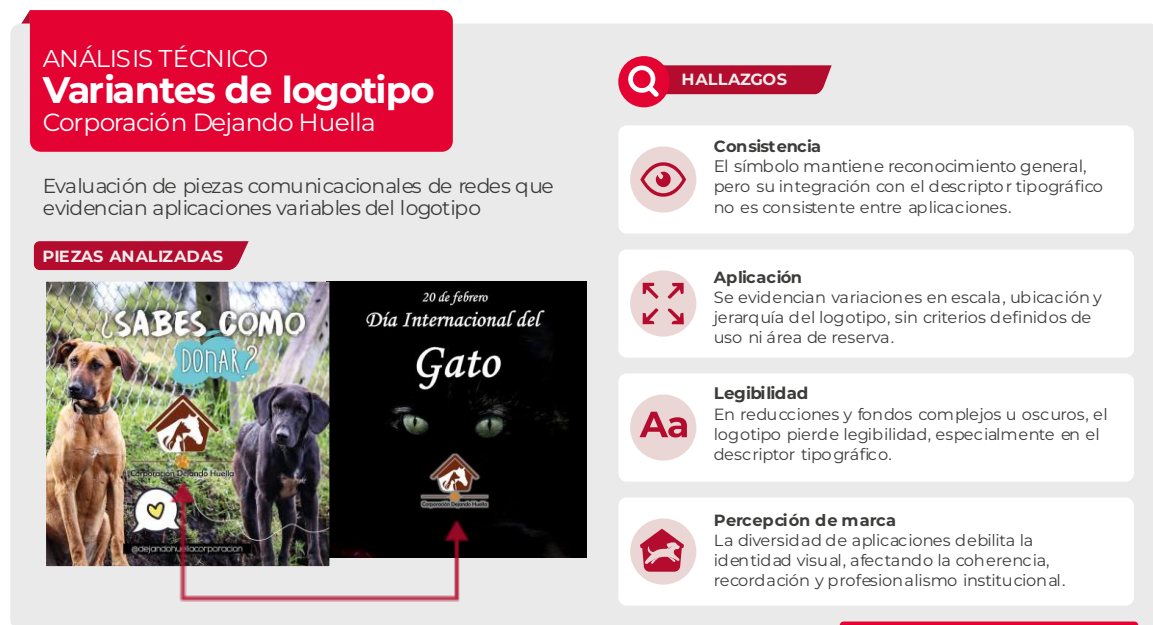 ANÁLISIS TÉCNICO
Variantes de logotipo
Corporación Dejando Huella
Evaluación de piezas comunicacionales de redes que
evidencian aplicaciones variables del logotipo
PIEZAS ANALIZADAS
¿SABES COMO
DONAR?
Corporación Dejando Huella
@dejandohuellacorporacion
20 de febrero
Día Internacional del
Gato
Corporación Dejando Huella
HALLAZGOS
Consistencia
El símbolo mantiene reconocimiento general,
pero su integración con el descriptor tipográfico
no es consistente entre aplicaciones.
Aplicación
Se evidencian variaciones en escala, ubicación y
jerarquía del logotipo, sin criterios definidos de
uso ni área de reserva.
Aa
Legibilidad
En reducciones y fondos complejos u oscuros, el
logotipo pierde legibilidad, especialmente en el
descriptor tipográfico.
Percepción de marca
La diversidad de aplicaciones debilita la
identidad visual, afectando la coherencia,
recordación y profesionalismo institucional.